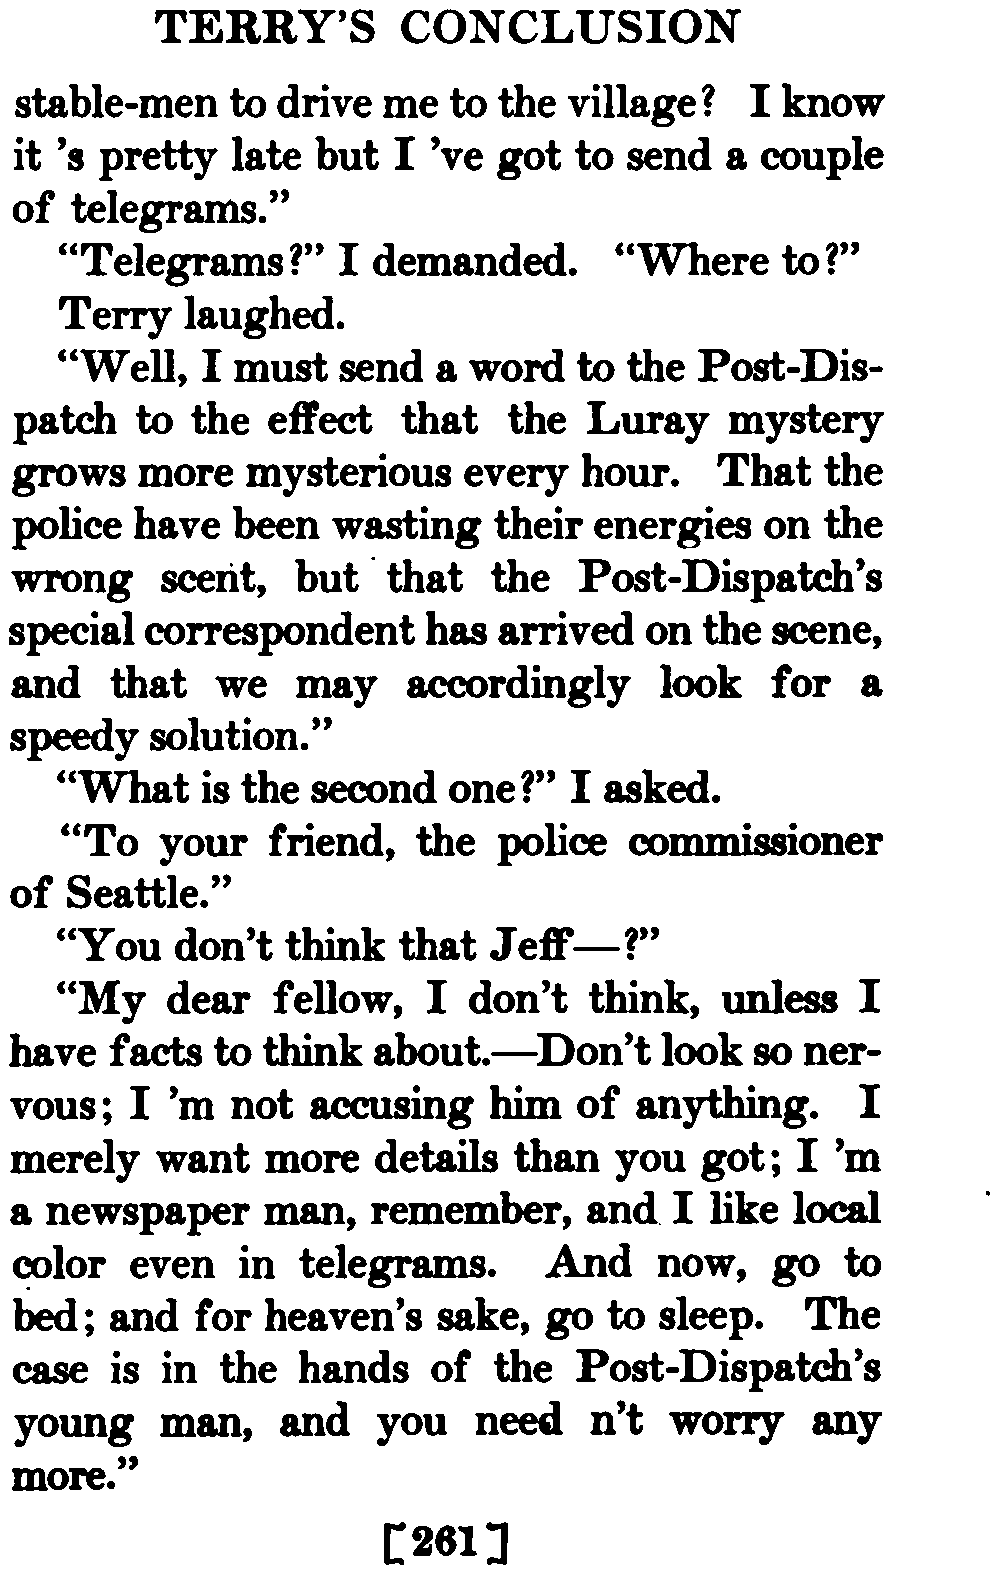 TERRY'S CONCLUSION
stable-men to drive me to the village? I know
it 's pretty late but I 've got to send a couple
of telegrams."
"Telegrams?" I demanded. "Where to?"
Terry laughed.
"Well, I must send a word to the Post-Dis-
patch to the effect that the Luray mystery
grows more mysterious every hour. That the
police have been wasting their energies on the
wrong scent, but that the Post-Dispatch's
special correspondent has arrived on the scene,
and that we may accordingly look for a
speedy solution."
"What is the second one?" I asked.
"To your friend, the police commissioner
of Seattle."
"You don't think that Jeff—?"
"My dear fellow, I don't think, unless I
have facts to think about.—Don't look so ner-
vous; I 'm not accusing him of anything. I
merely want more details than you got; I 'm
a newspaper man, remember, and I like local
color even in telegrams. And now, go to
bed; and for heaven's sake, go to sleep. The
case is in the hands of the Post-Dispatch's
young man, and you need n't worry any
more."
[261]